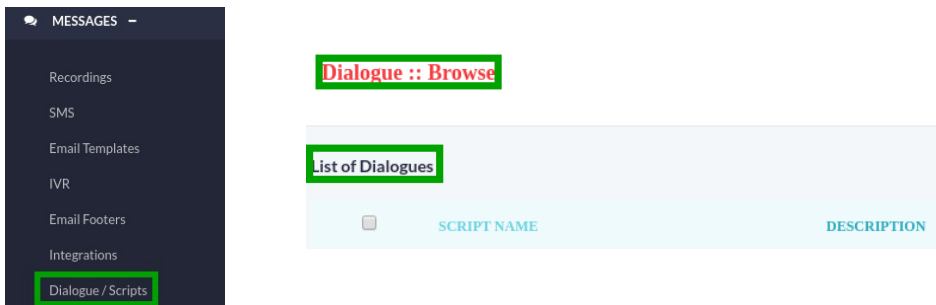 MESSAGES –
Recordings
SMS
Email Templates
IVR
Email Footers
Integrations
Dialogue / Scripts
Dialogue :: Browse
List of Dialogues
SCRIPT NAME
DESCRIPTION